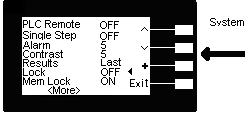 PLC Remote OFF
Single Step OFF
Alarm 5
Contrast 5
Results Last
Lock OFF
Mem Lock ON Exit
<More>
System